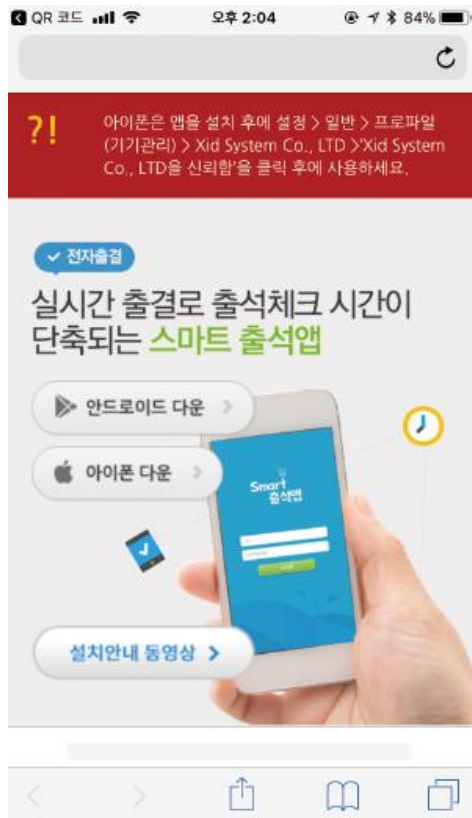 QR 코드
오후 2:04
84%
?!
아이폰은 앱을 설치 후에 설정 > 일반 > 프로파일
(기기관리) > Xid System Co., LTD >'Xid System
Co., LTD을 신뢰함'을 클릭 후에 사용하세요.
전자출결
실시간 출결로 출석체크 시간이
단축되는 스마트 출석앱
안드로이드 다운 >
아이폰 다운 >
Smart
출석앱
설치안내 동영상 >